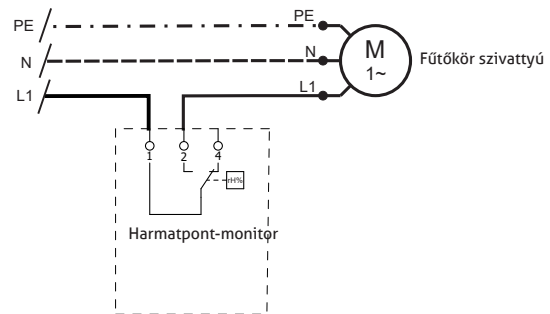 PE
PE
N
N
Fűtőkör szivattyú
M
1~
L1
L1
1
2
4
rH%
Harmatpont-monitor